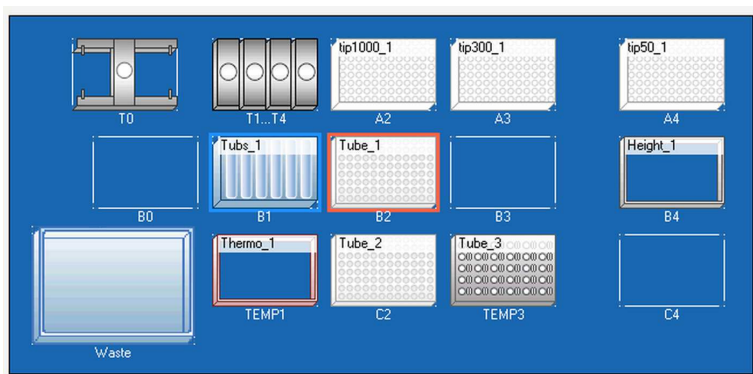 tip1000_1
tip300_1
tip50_1
T0
T1...T4
A2
A3
A4
Tubs_1
Tube_1
Height_1
B0
B1
B2
B3
B4
Thermo_1
Tube_2
Tube_3
TEMP1
C2
TEMP3
C4
Waste